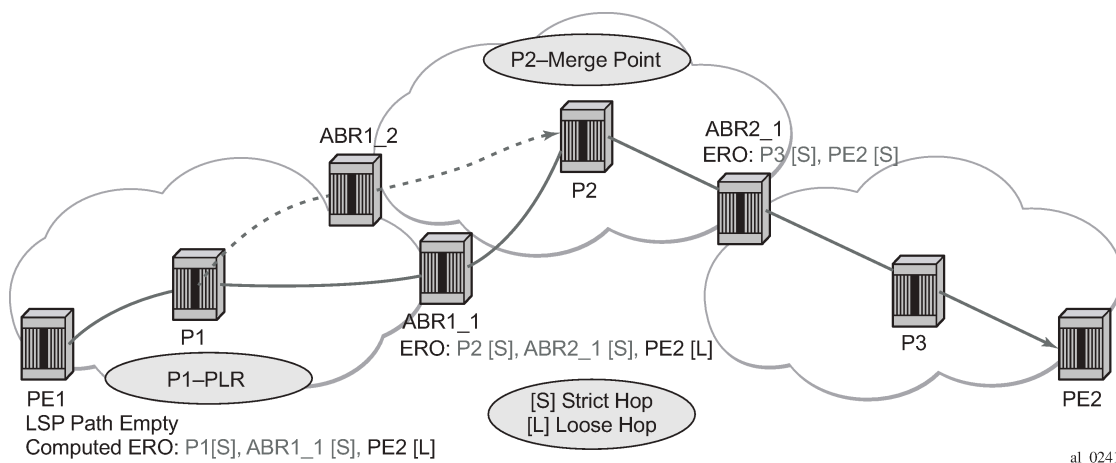 P2–Merge Point
ABR1_2
ABR2_1
ERO: P3 [S], PE2 [S]
P2
P1
ABR1_1
ERO: P2 [S], ABR2_1 [S], PE2 [L]
P3
P1–PLR
PE1
LSP Path Empty
Computed ERO: P1[S], ABR1_1 [S], PE2 [L]
[S] Strict Hop
[L] Loose Hop
PE2
al_024